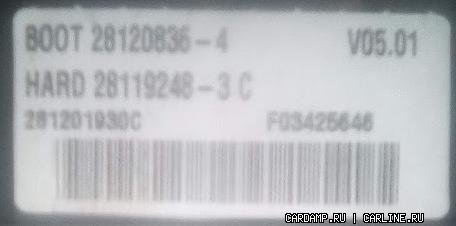 BOOT 28120836-4 V05.01
HARD 28119248-3 C
281201930C F03425646
CARDAMP.RU | CARLINE.RU